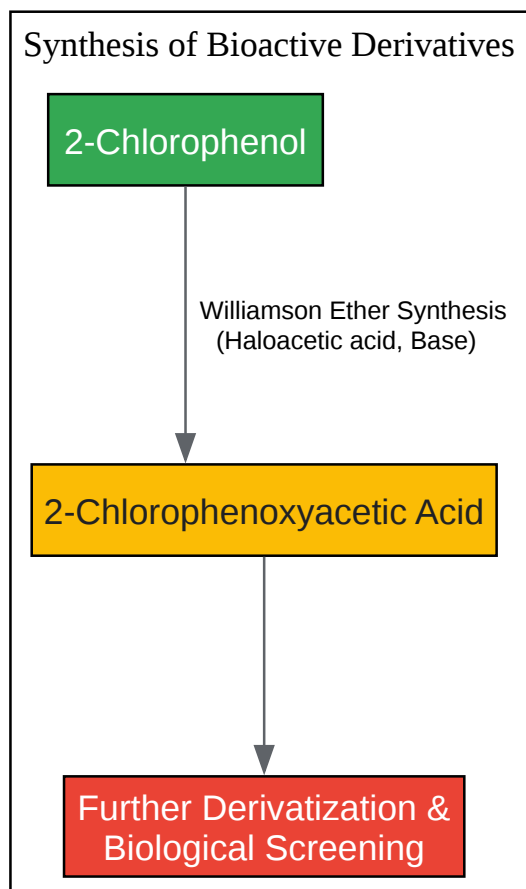 Synthesis of Bioactive Derivatives
2-Chlorophenol
Williamson Ether Synthesis
(Haloacetic acid, Base)
2-Chlorophenoxyacetic Acid
Further Derivatization &
Biological Screening